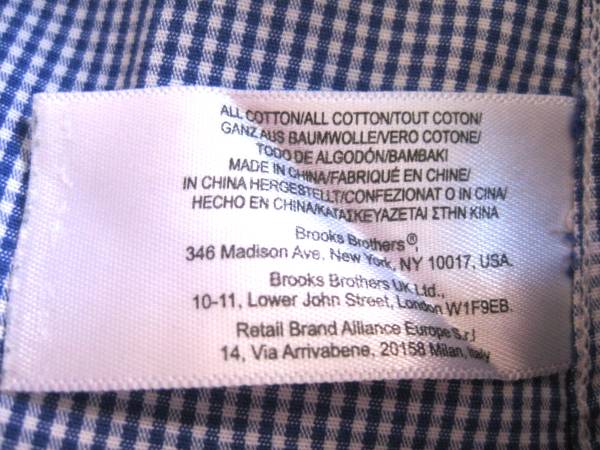 ALL COTTON/ALL COTTON/TOUT COTON/
GANZ AUS BAUMWOLLE/VERO COTONE/
TODO DE ALGODÓN/BAMBAKI
MADE IN CHINA/FABRIQUÉ EN CHINE/
IN CHINA HERGESTELLT/CONFEZIONAT O IN CINA/
HECHO EN CHINA/ΚΑΤΑΣΚΕΥΑΖΕΤΑΙ ΣΤΗΝ ΚΙΝΑ
Brooks Brothers®,
346 Madison Ave. New York, NY 10017, USA.
Brooks Brothers UK Ltd.,
10-11, Lower John Street, London W1F9EB.
Retail Brand Alliance Europe S.r.l
14, Via Arrivabene, 20158 Milan, Italy